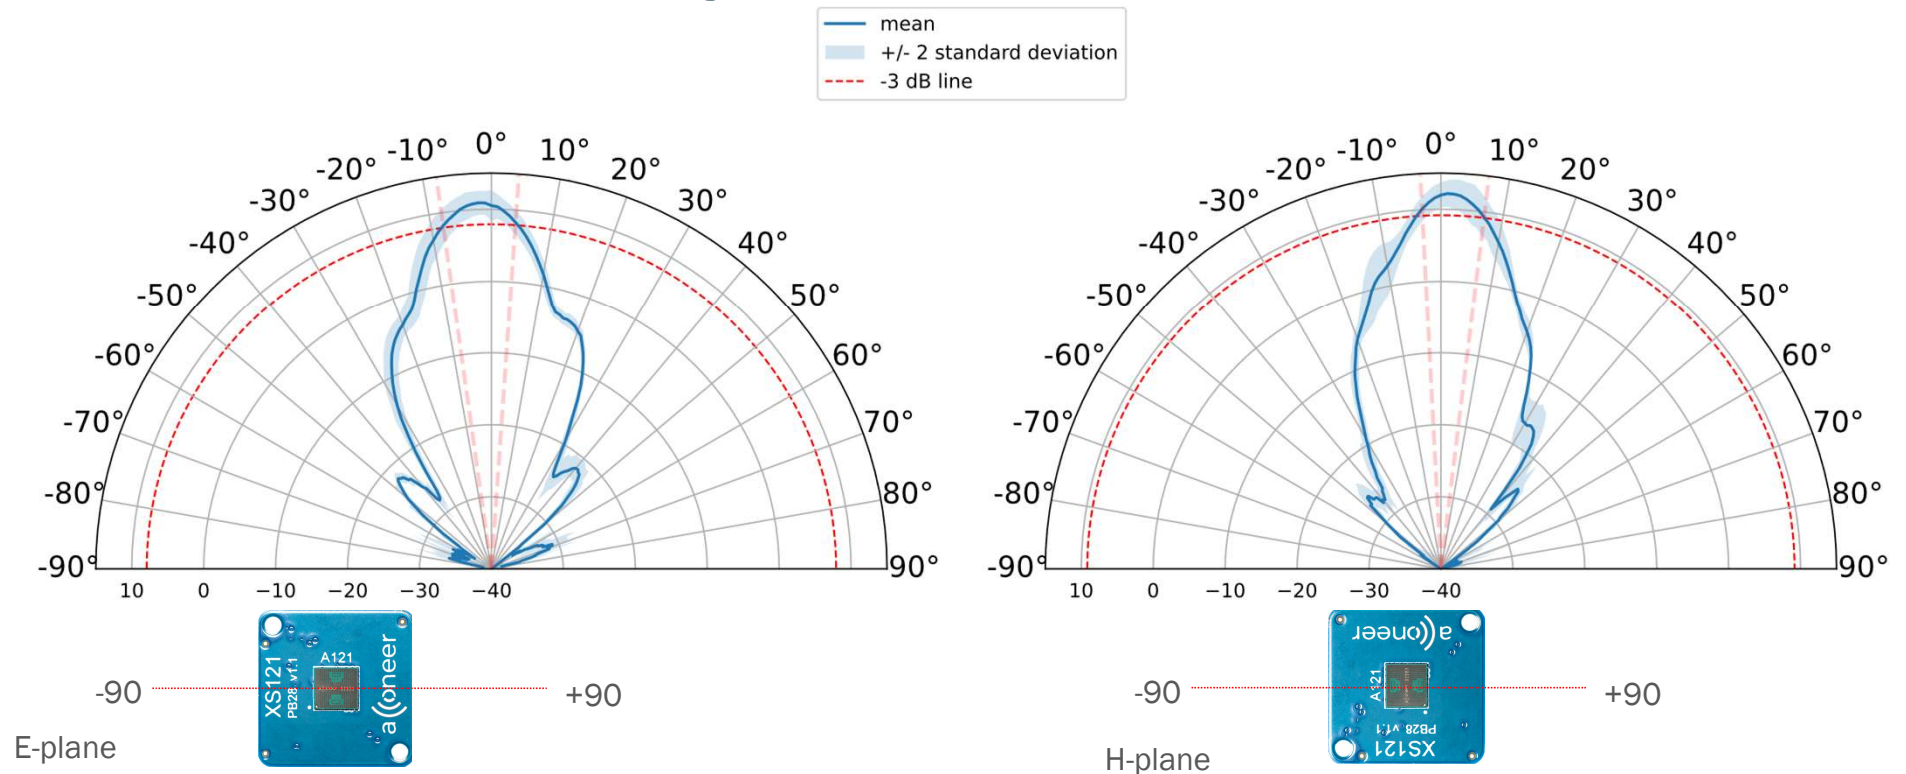 mean
+/- 2 standard deviation
-3 dB line
-90° -80° -70° -60° -50° -40° -30° -20° -10° 0° 10° 20° 30° 40° 50° 60° 70° 80° 90°
10 0 −10 −20 −30 −40
-90° -80° -70° -60° -50° -40° -30° -20° -10° 0° 10° 20° 30° 40° 50° 60° 70° 80° 90°
10 0 −10 −20 −30 −40
XS121
PB28 v1.1
A121
acconeer
-90
+90
E-plane
acconeer
A121
PB28 v1.1
XS121
-90
+90
H-plane